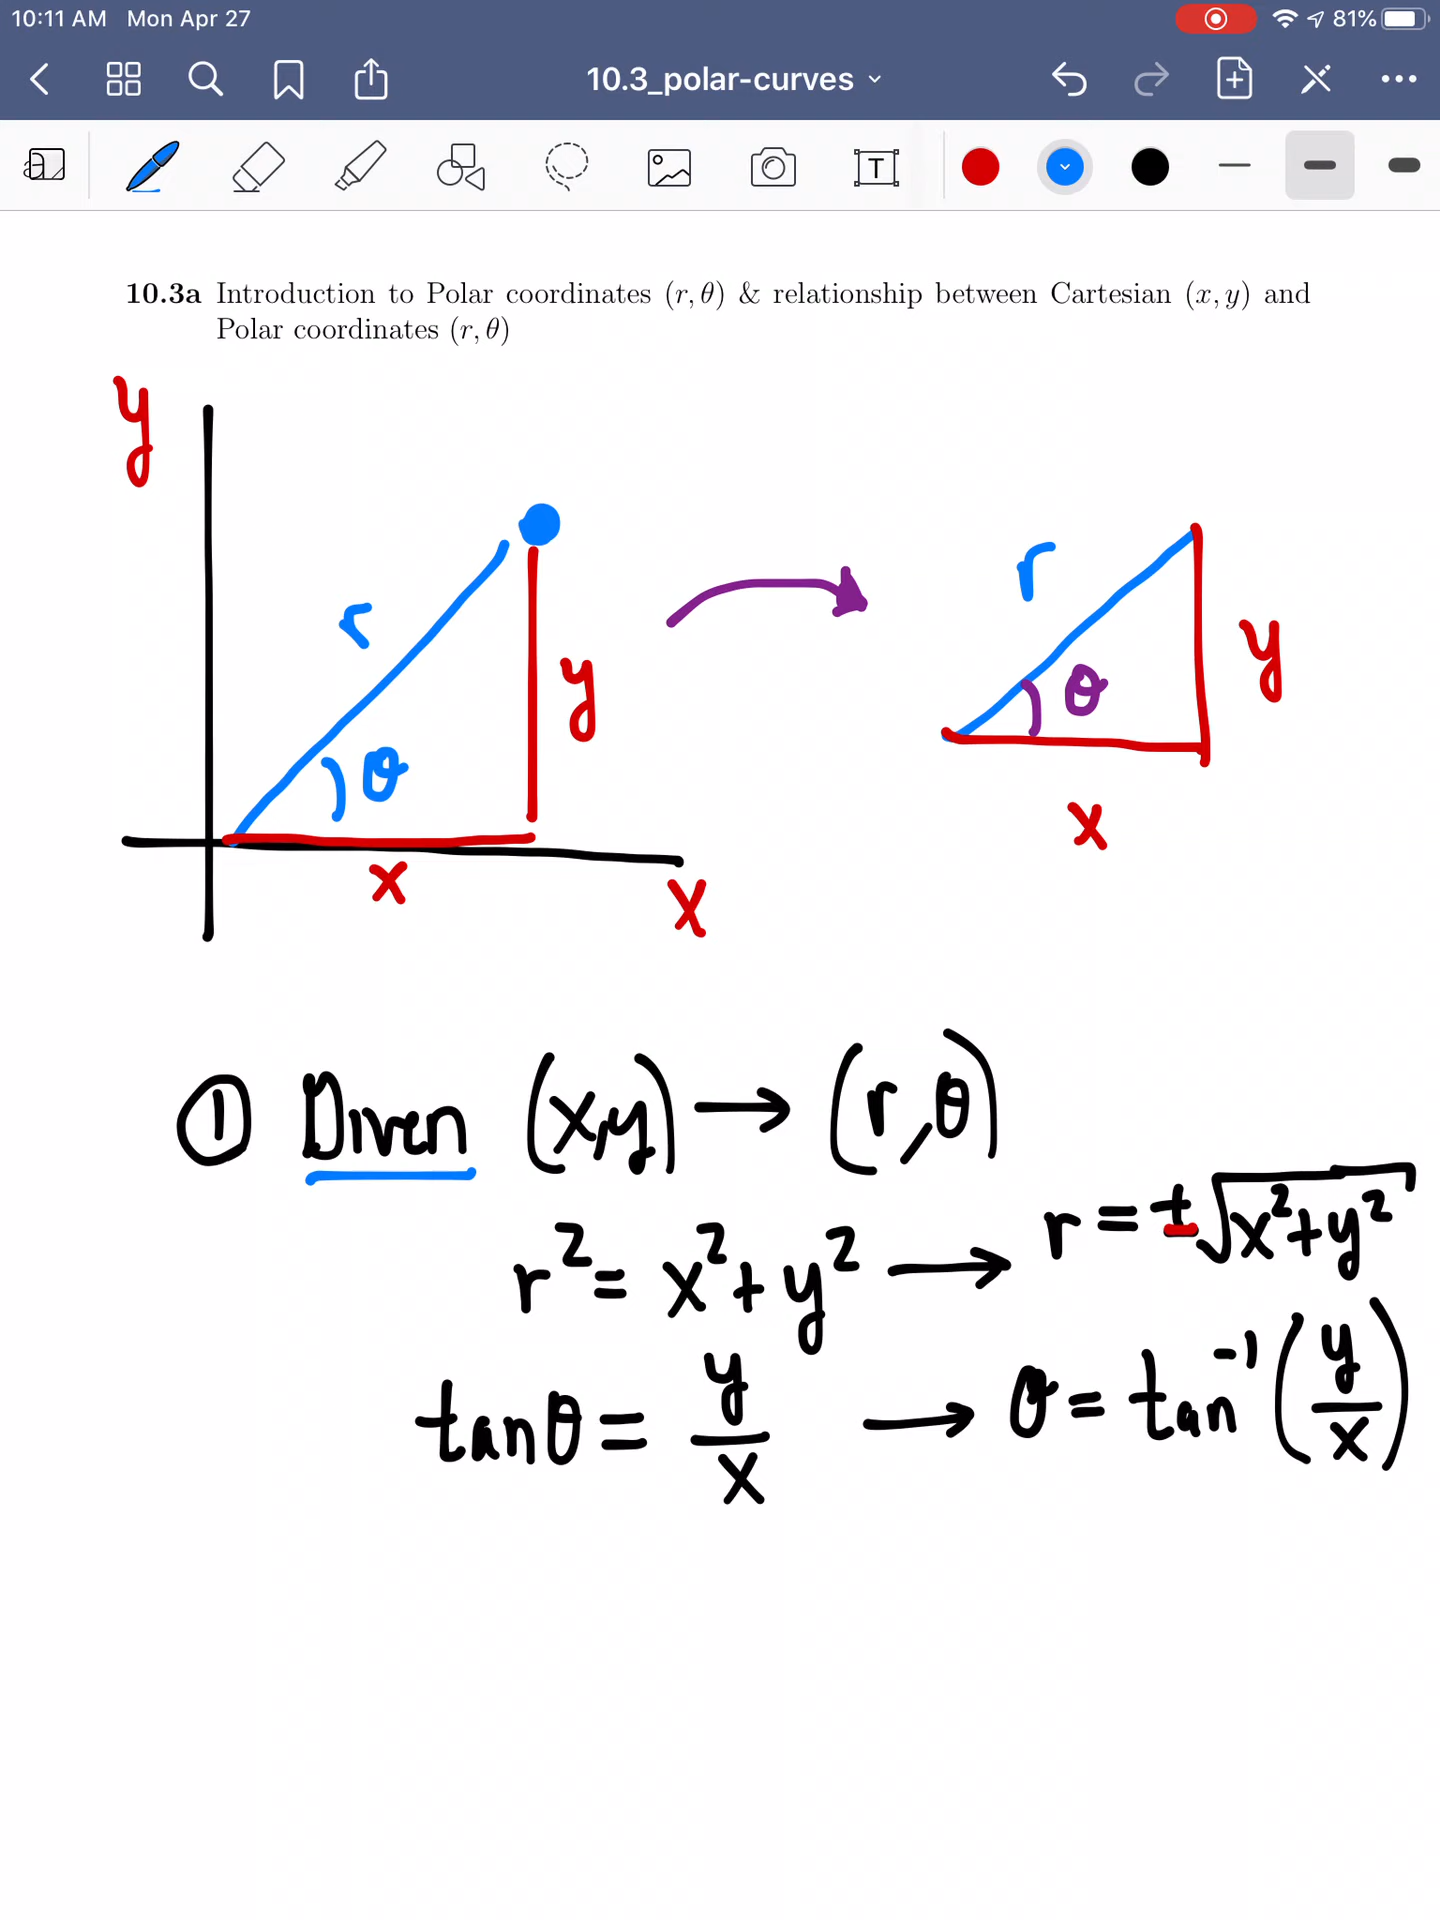 10:11 AM Mon Apr 27 81%
10.3_polar-curves
T
10.3a Introduction to Polar coordinates (r, θ) & relationship between Cartesian (x, y) and
Polar coordinates (r, θ)
y
r
θ
y
x
x
r
θ
y
x
① Given (x,y) → (r,θ)
r² = x² + y² → r = ±√x²+y²
tanθ = y/x → θ = tan⁻¹(y/x)